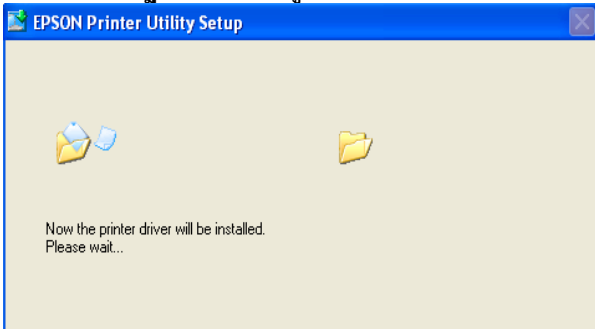 EPSON Printer Utility Setup
Now the printer driver will be installed.
Please wait...